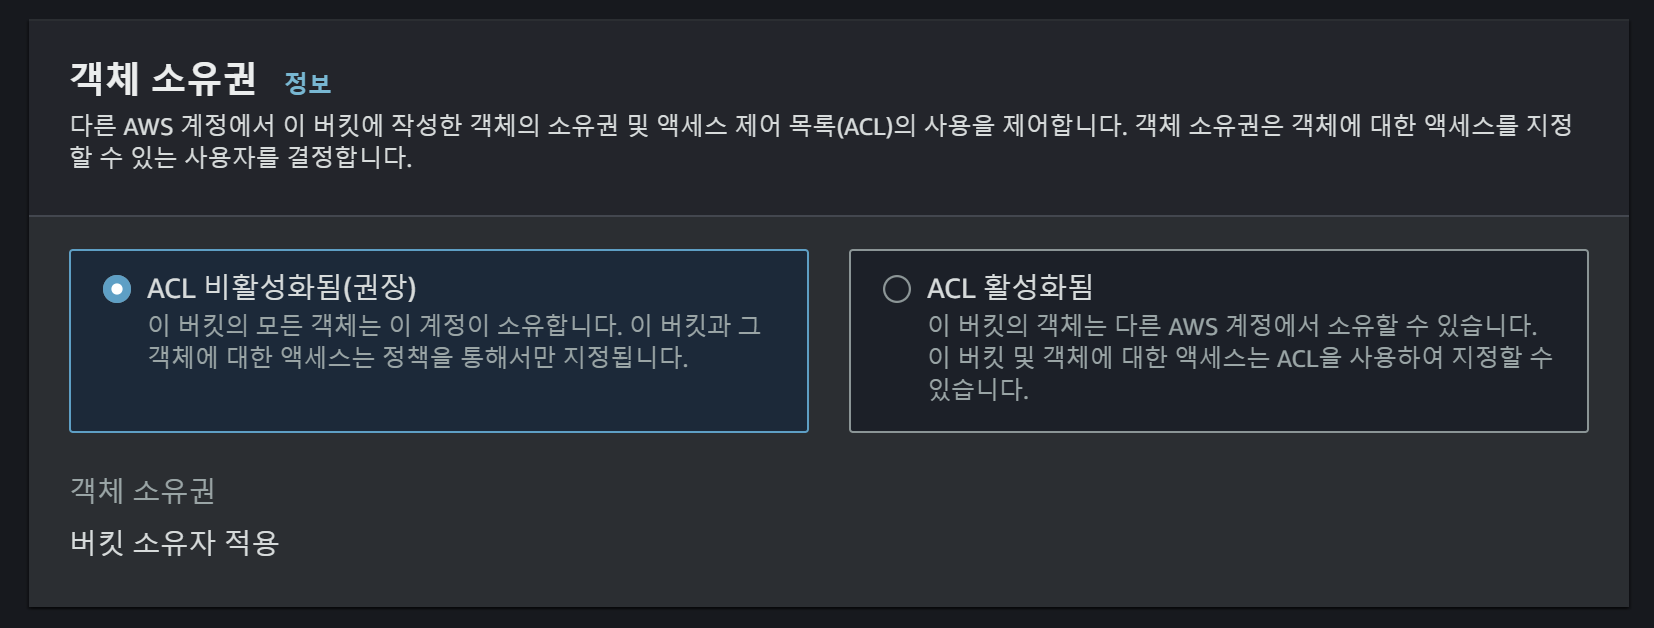 객체 소유권 정보
다른 AWS 계정에서 이 버킷에 작성한 객체의 소유권 및 액세스 제어 목록(ACL)의 사용을 제어합니다. 객체 소유권은 객체에 대한 액세스를 지정
할 수 있는 사용자를 결정합니다.
ACL 비활성화됨(권장)
이 버킷의 모든 객체는 이 계정이 소유합니다. 이 버킷과 그
객체에 대한 액세스는 정책을 통해서만 지정됩니다.
ACL 활성화됨
이 버킷의 객체는 다른 AWS 계정에서 소유할 수 있습니다.
이 버킷 및 객체에 대한 액세스는 ACL을 사용하여 지정할 수
있습니다.
객체 소유권
버킷 소유자 적용